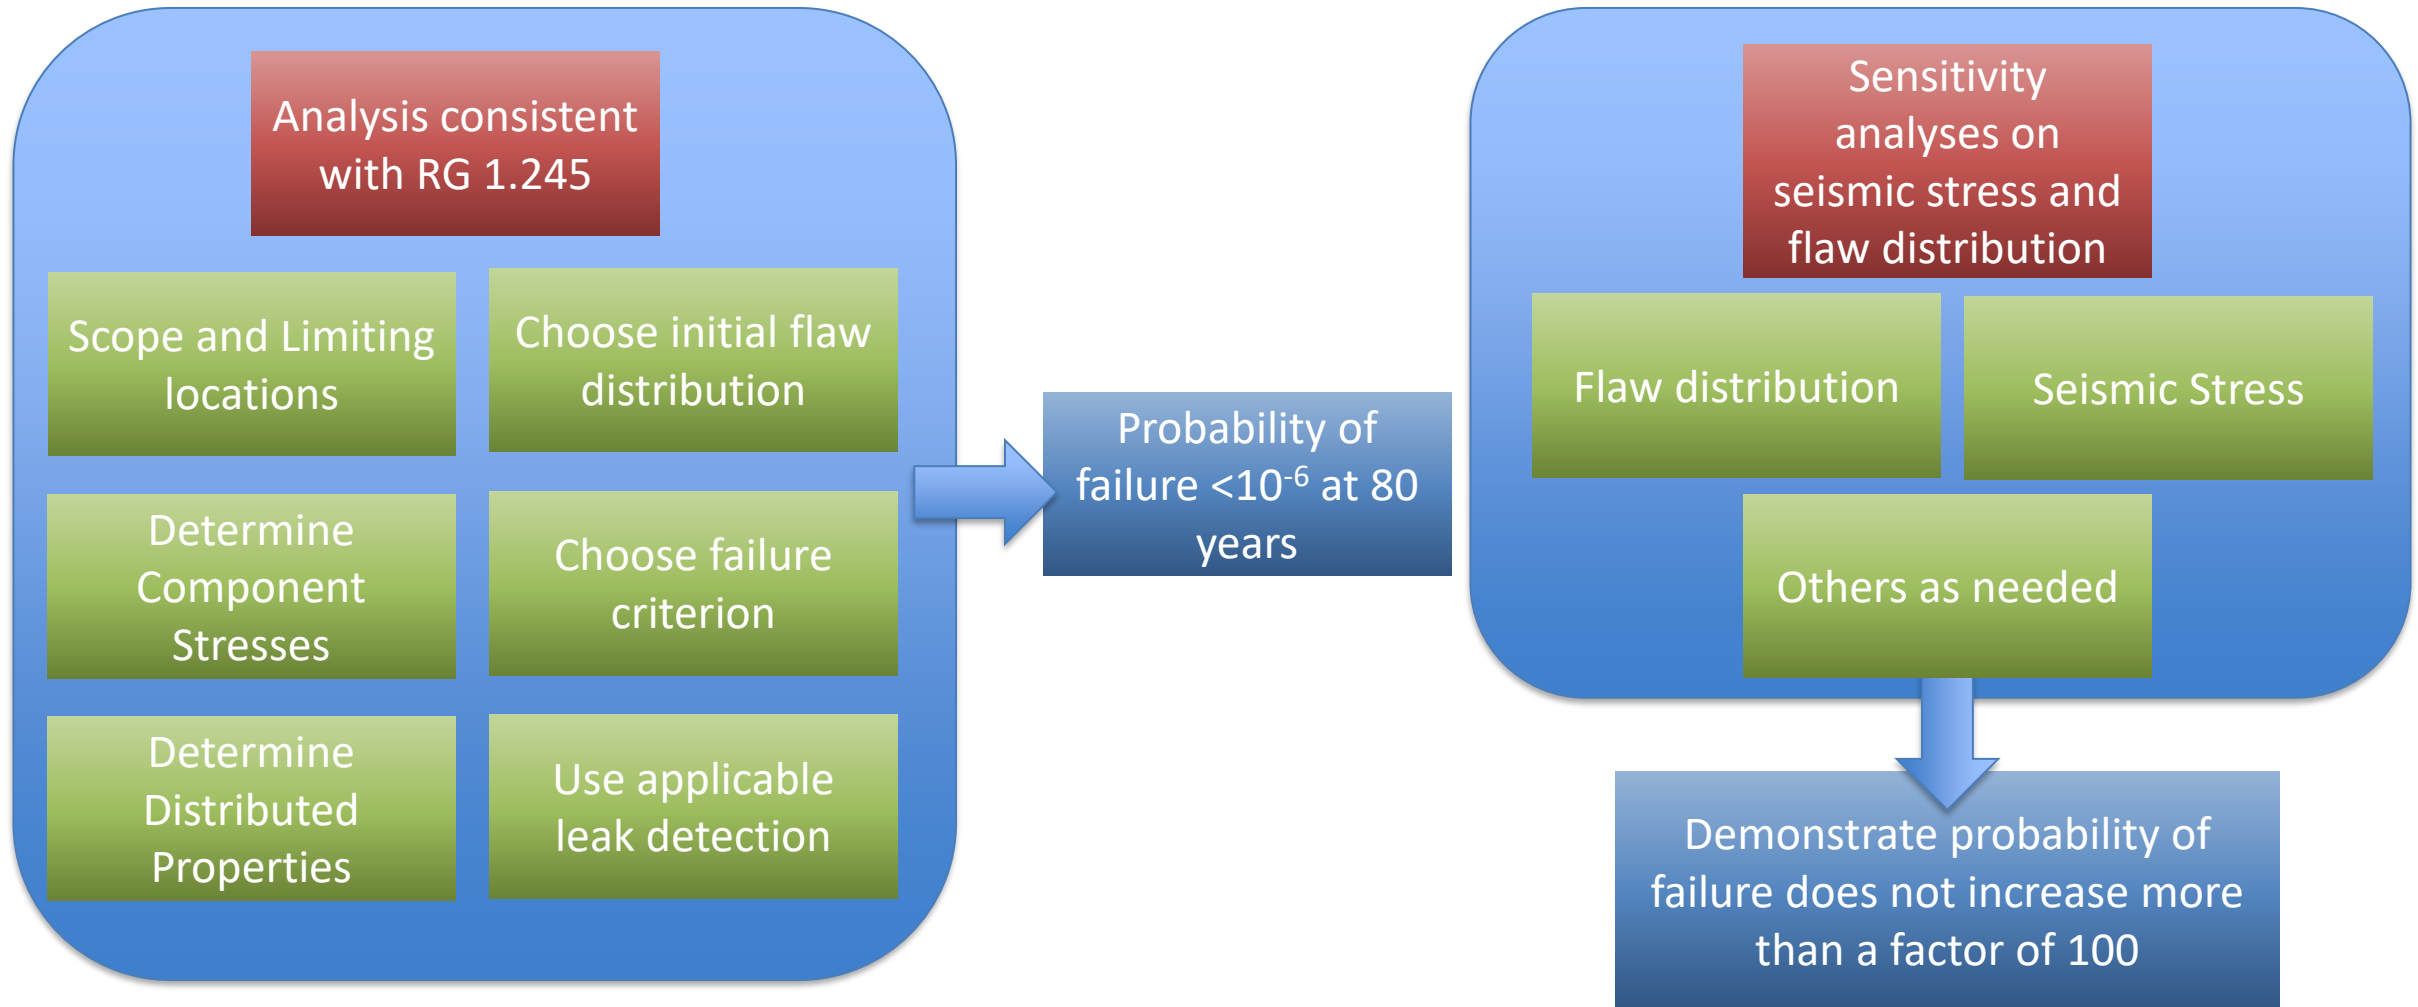 Analysis consistent
with RG 1.245
Scope and Limiting
locations
Choose initial flaw
distribution
Determine
Component
Stresses
Choose failure
criterion
Determine
Distributed
Properties
Use applicable
leak detection
Probability of
failure <10⁻⁶ at 80
years
Sensitivity
analyses on
seismic stress and
flaw distribution
Flaw distribution
Seismic Stress
Others as needed
Demonstrate probability of
failure does not increase more
than a factor of 100